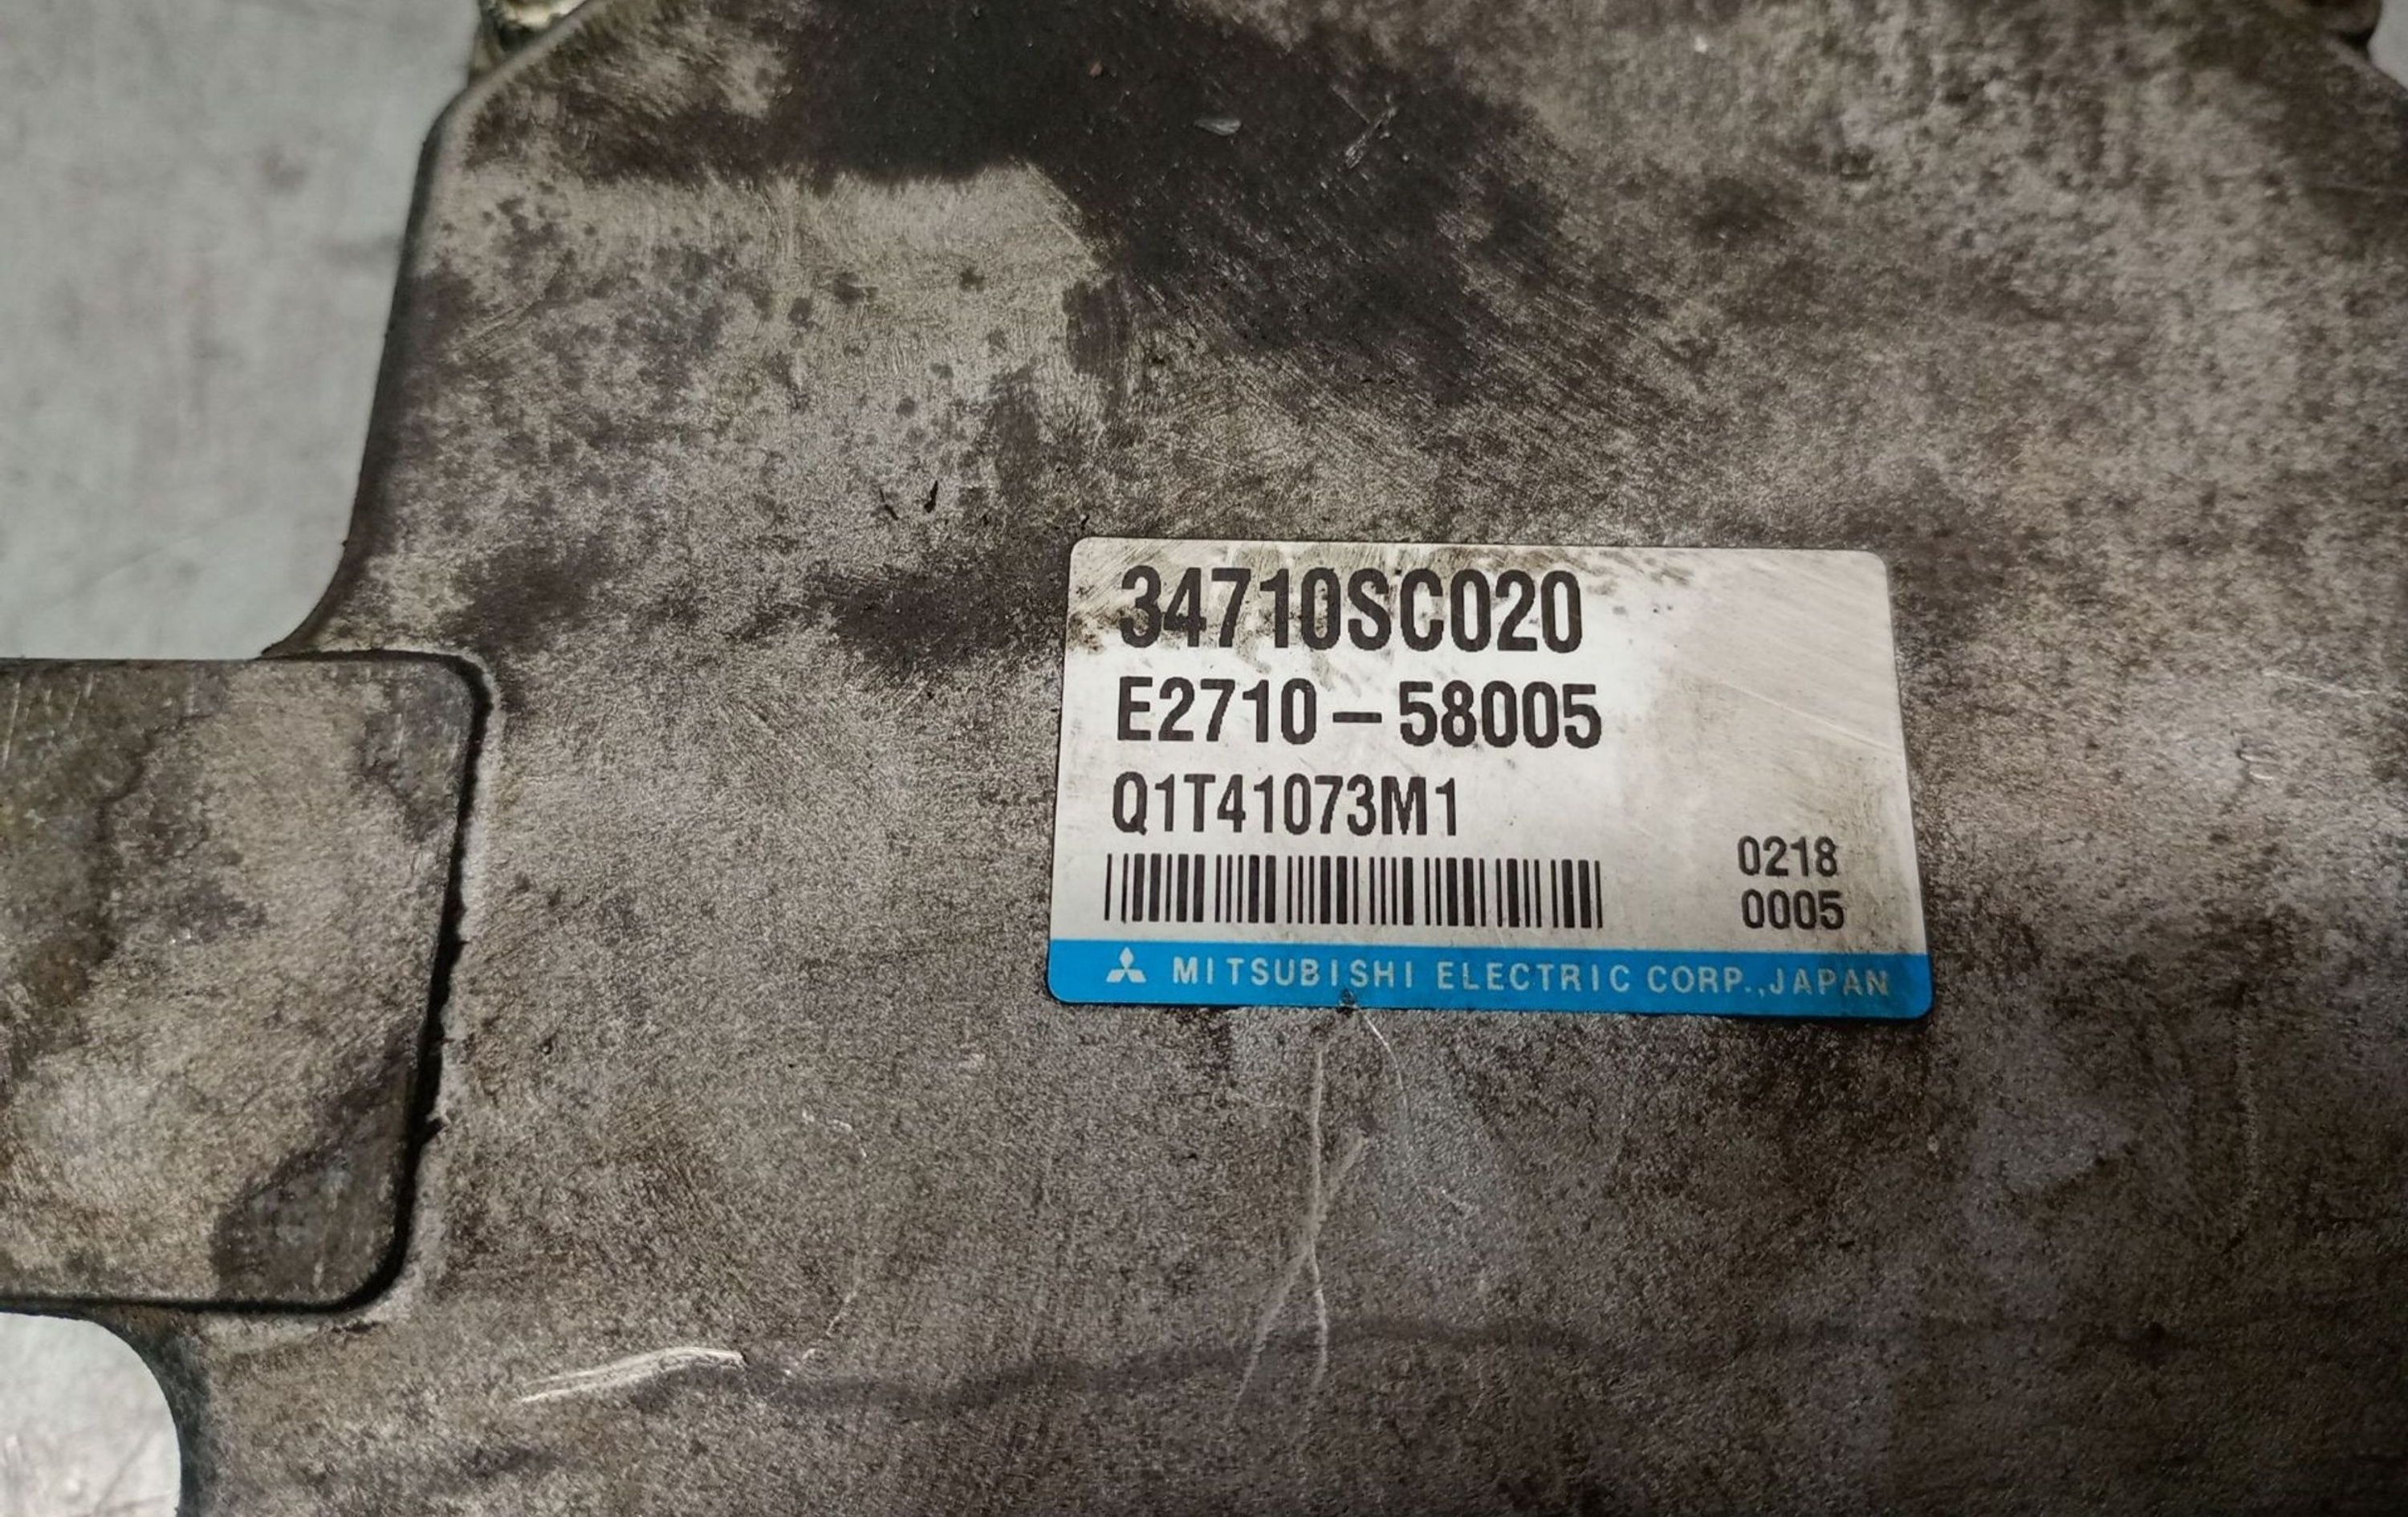 34710SC020
E2710-58005
Q1T41073M1
0218
0005
MITSUBISHI ELECTRIC CORP.,JAPAN